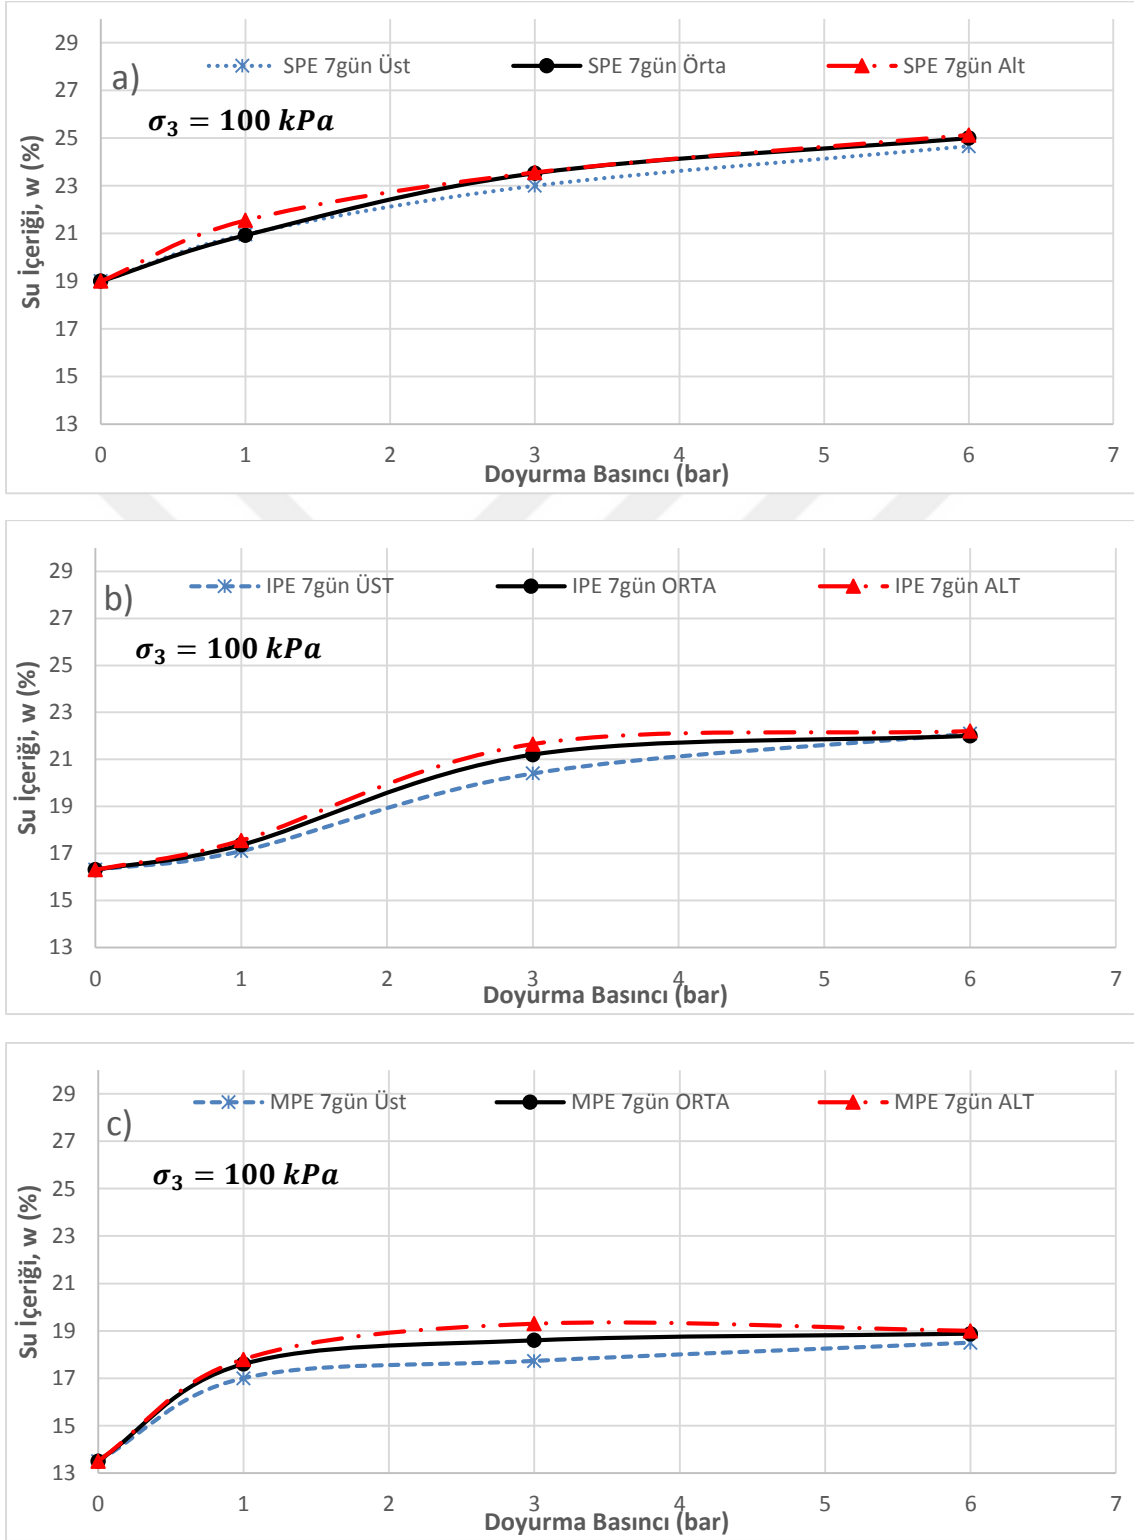 29
SPE 7gün Üst SPE 7gün Örta SPE 7gün Alt
a)
27
σ₃ = 100 kPa
25
23
21
19
17
15
13
Su İçeriği, w (%)
0 1 2 3 4 5 6 7
Doyurma Basıncı (bar)
29
IPE 7gün ÜST IPE 7gün ORTA IPE 7gün ALT
b)
27
σ₃ = 100 kPa
25
23
21
19
17
15
13
Su İçeriği, w (%)
0 1 2 3 4 5 6 7
Doyurma Basıncı (bar)
29
MPE 7gün Üst MPE 7gün ORTA MPE 7gün ALT
c)
27
σ₃ = 100 kPa
25
23
21
19
17
15
13
Su İçeriği, w (%)
0 1 2 3 4 5 6 7
Doyurma Basıncı (bar)